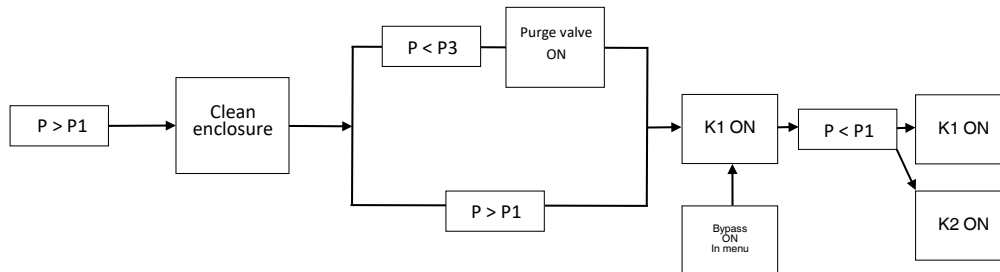 P > P1
Clean
enclosure
P < P3
Purge valve
ON
P > P1
K1 ON
Bypass
ON
In menu
P < P1
K1 ON
K2 ON